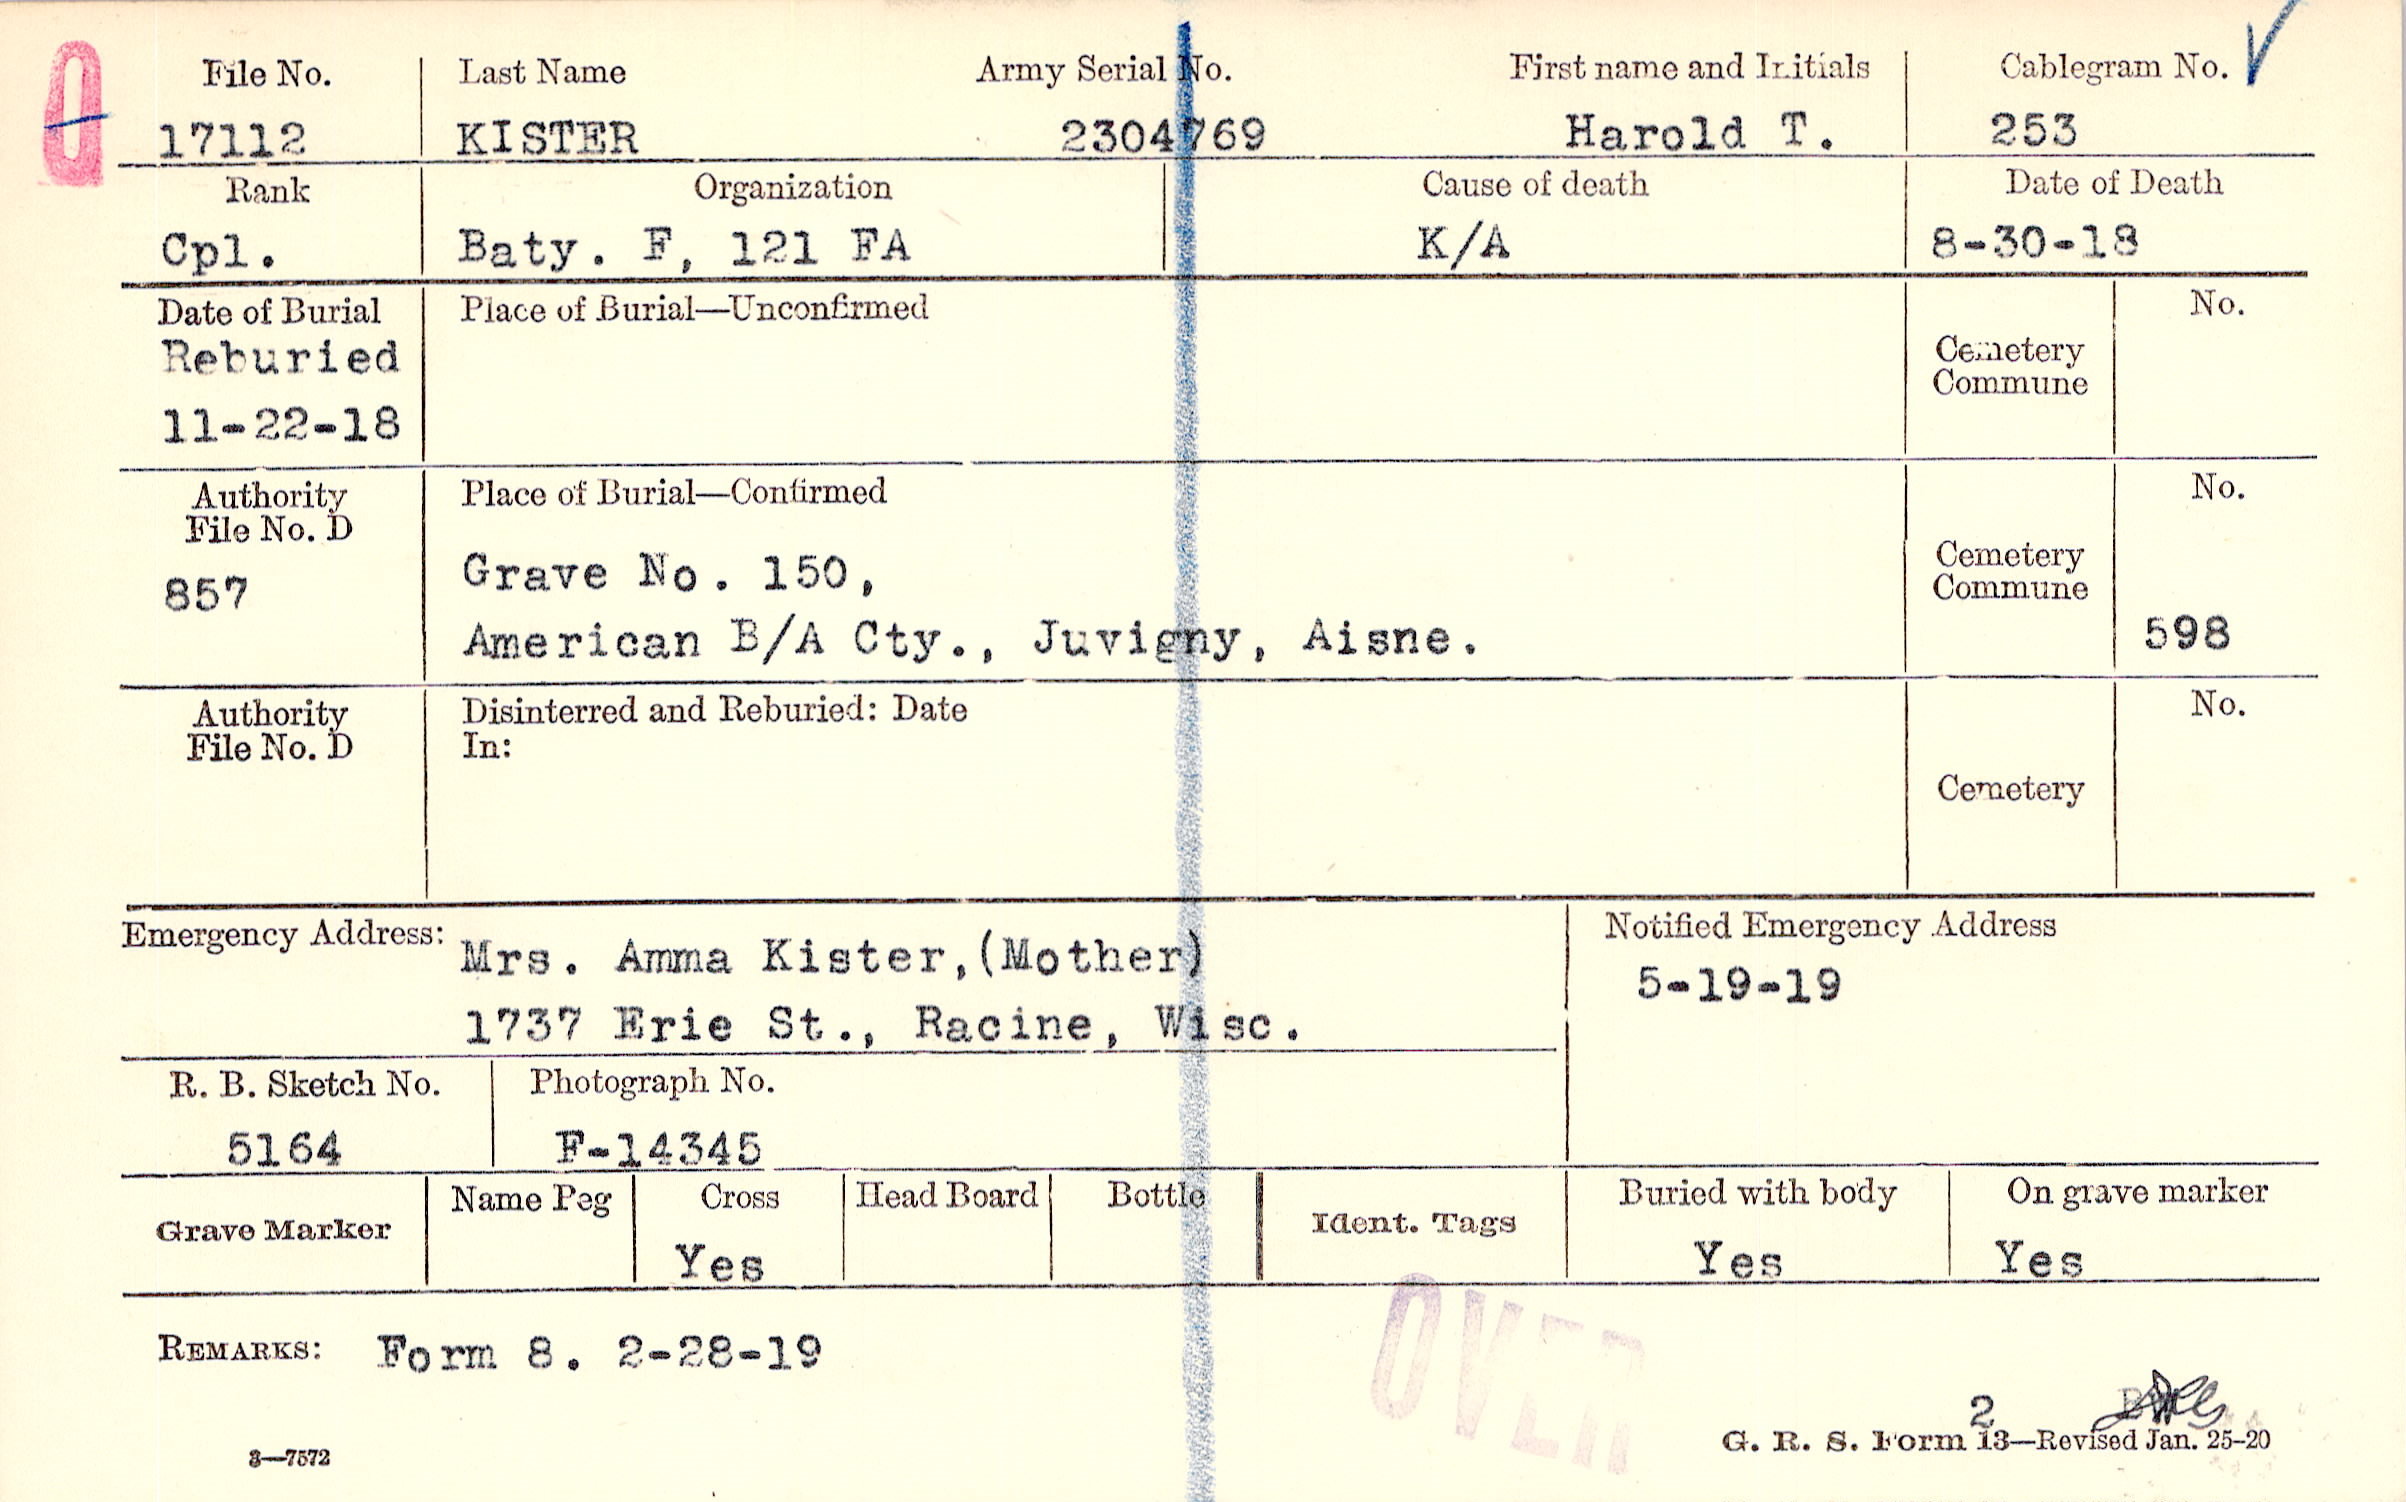 File No. Last Name Army Serial No. First name and Initials Cablegram No.
17112 KISTER 2304769 Harold T. 253
Rank Organization Cause of death Date of Death
Cpl. Baty. F, 121 FA K/A 8-30-18
Date of Burial Place of Burial—Unconfirmed No.
Reburied
11-22-18
Cemetery
Commune
Authority Place of Burial—Confirmed No.
File No. D
857
Grave No. 150,
American B/A Cty., Juvigny, Aisne.
Cemetery
Commune
598
Authority Disinterred and Reburied: Date No.
File No. D In:
Cemetery
Emergency Address: Mrs. Amma Kister,(Mother)
1737 Erie St., Racine, Wisc.
Notified Emergency Address
5-19-19
R. B. Sketch No. Photograph No.
5164 F-14345
Grave Marker Name Peg Cross Head Board Bottle Ident. Tags Buried with body On grave marker
Yes Yes Yes
OVER
REMARKS: Form 8. 2-28-19
2
3—7572 G. R. S. Form 13—Revised Jan. 25-20